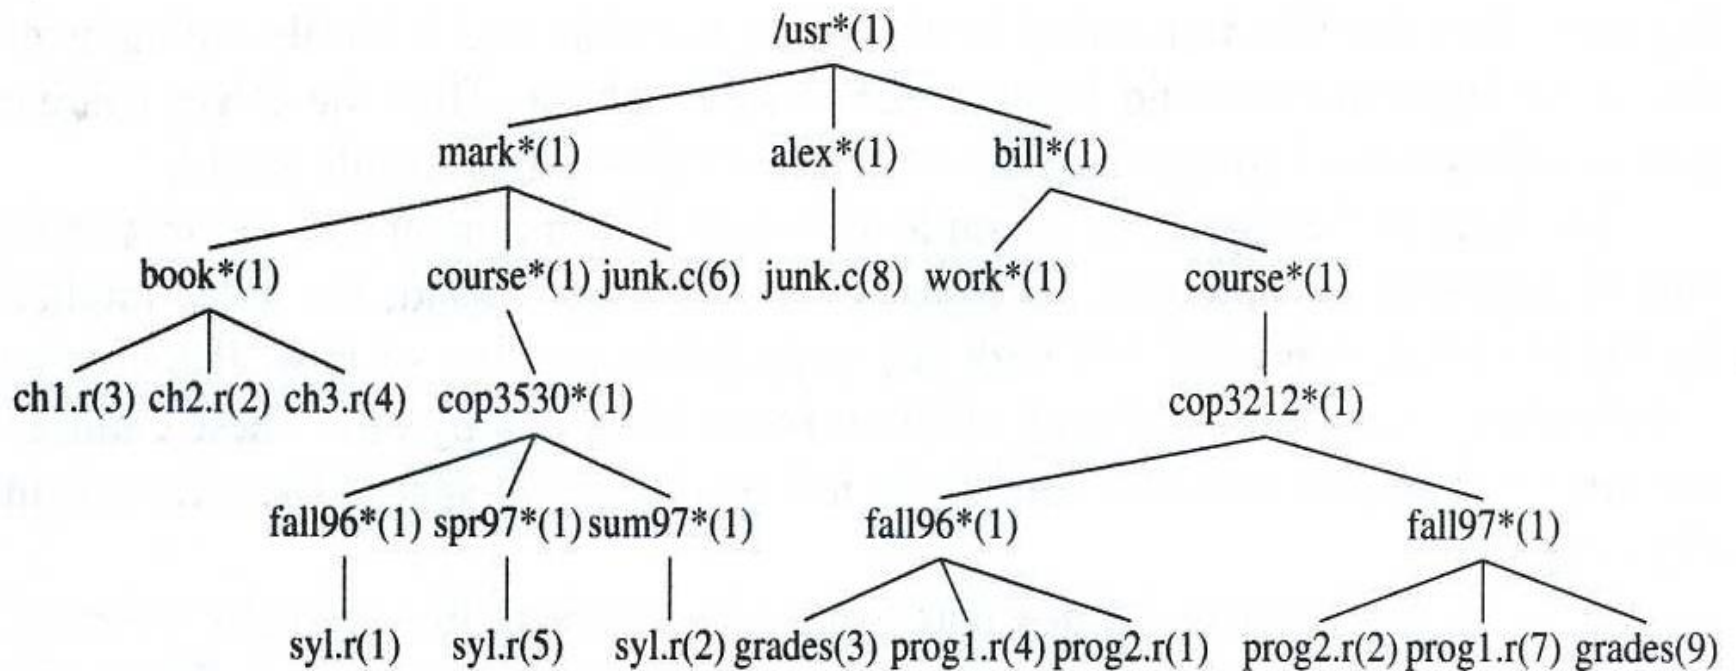 /usr*(1)
mark*(1) alex*(1) bill*(1)
book*(1) course*(1) junk.c(6) junk.c(8) work*(1) course*(1)
ch1.r(3) ch2.r(2) ch3.r(4) cop3530*(1) cop3212*(1)
fall96*(1) spr97*(1) sum97*(1) fall96*(1) fall97*(1)
syl.r(1) syl.r(5) syl.r(2) grades(3) prog1.r(4) prog2.r(1) prog2.r(2) prog1.r(7) grades(9)